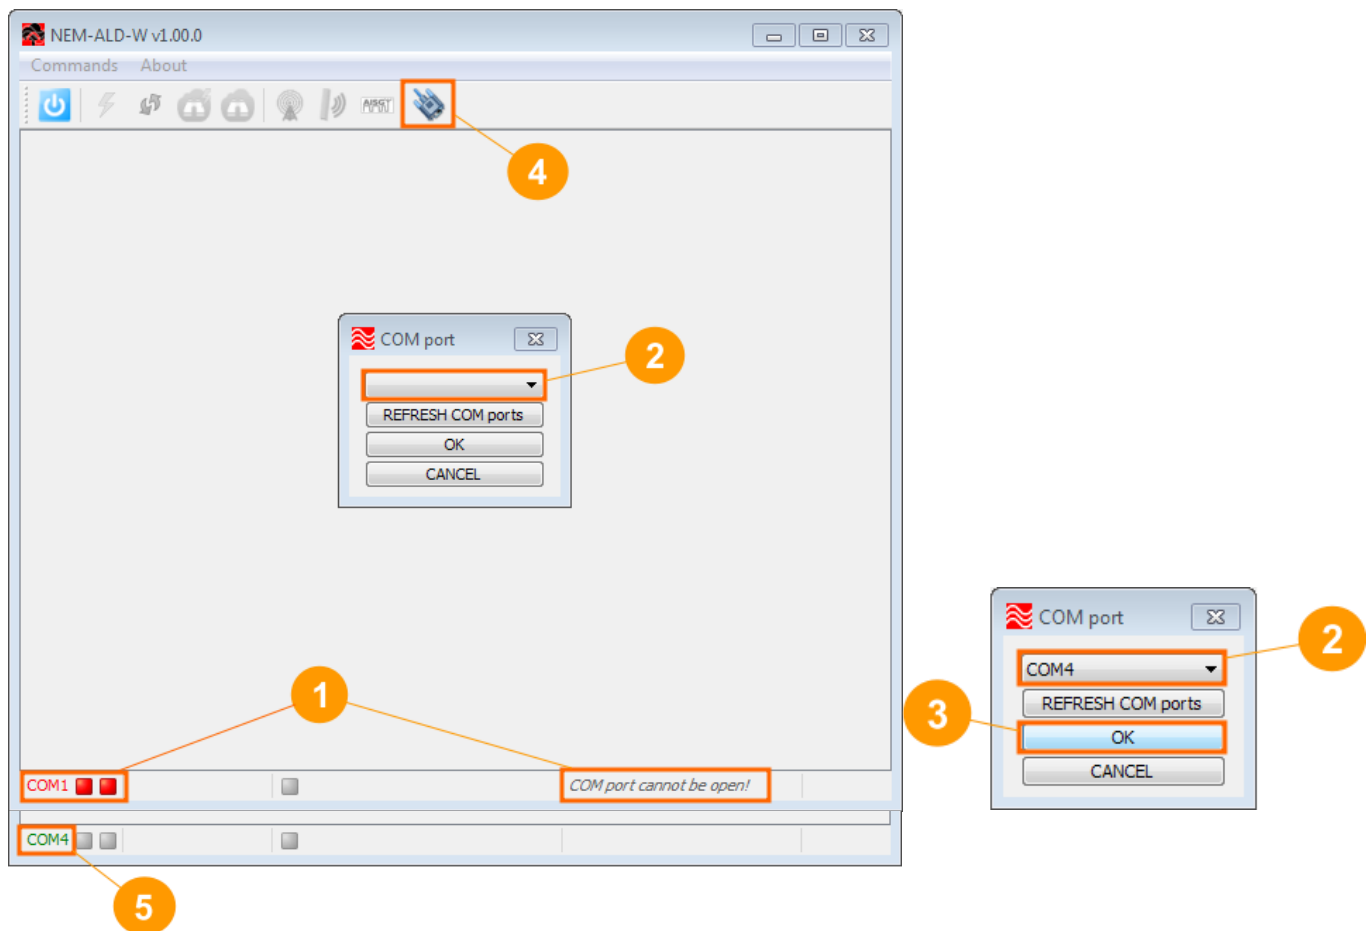 NEM-ALD-W v1.00.0
Commands About
4
COM port
2
REFRESH COM ports
OK
CANCEL
COM port
2
COM4
3
REFRESH COM ports
OK
CANCEL
1
COM1
COM port cannot be open!
COM4
5